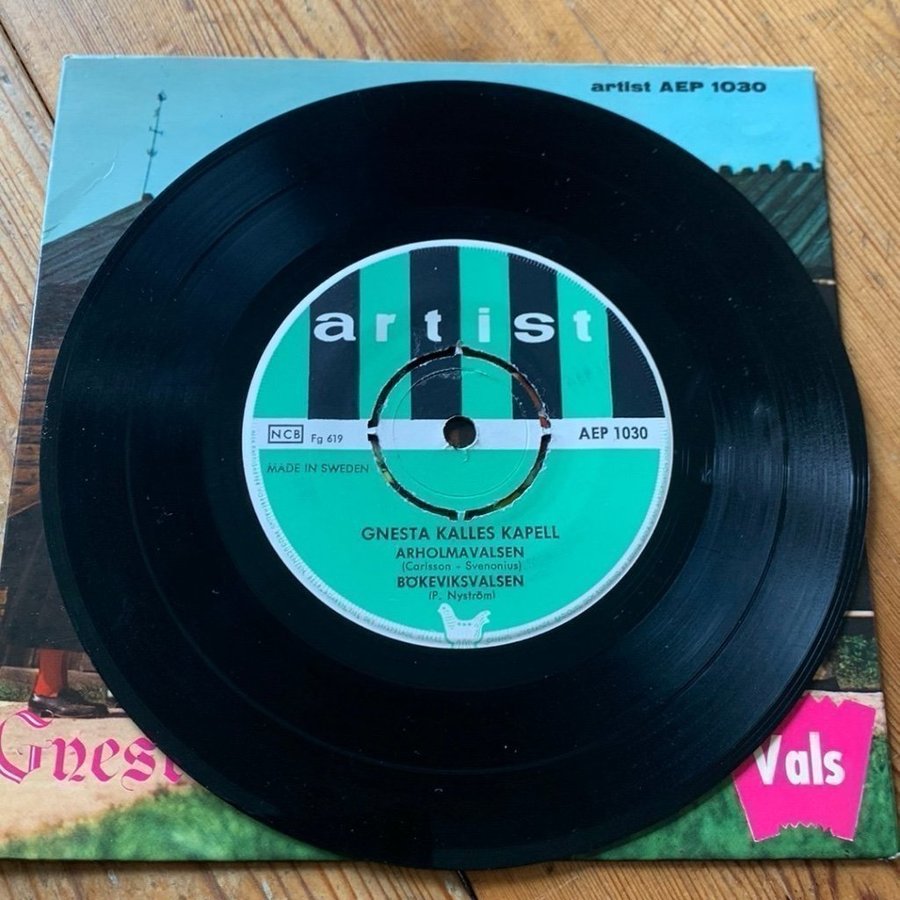 artist AEP 1030
artist
NCB Fg 619 AEP 1030
MADE IN SWEDEN
GNESTA KALLES KAPELL
ARHOLMAVALSEN
(Carlsson - Svenonius)
BÖKEVIKSVALSEN
(P. Nyström)
Gnest
Vals